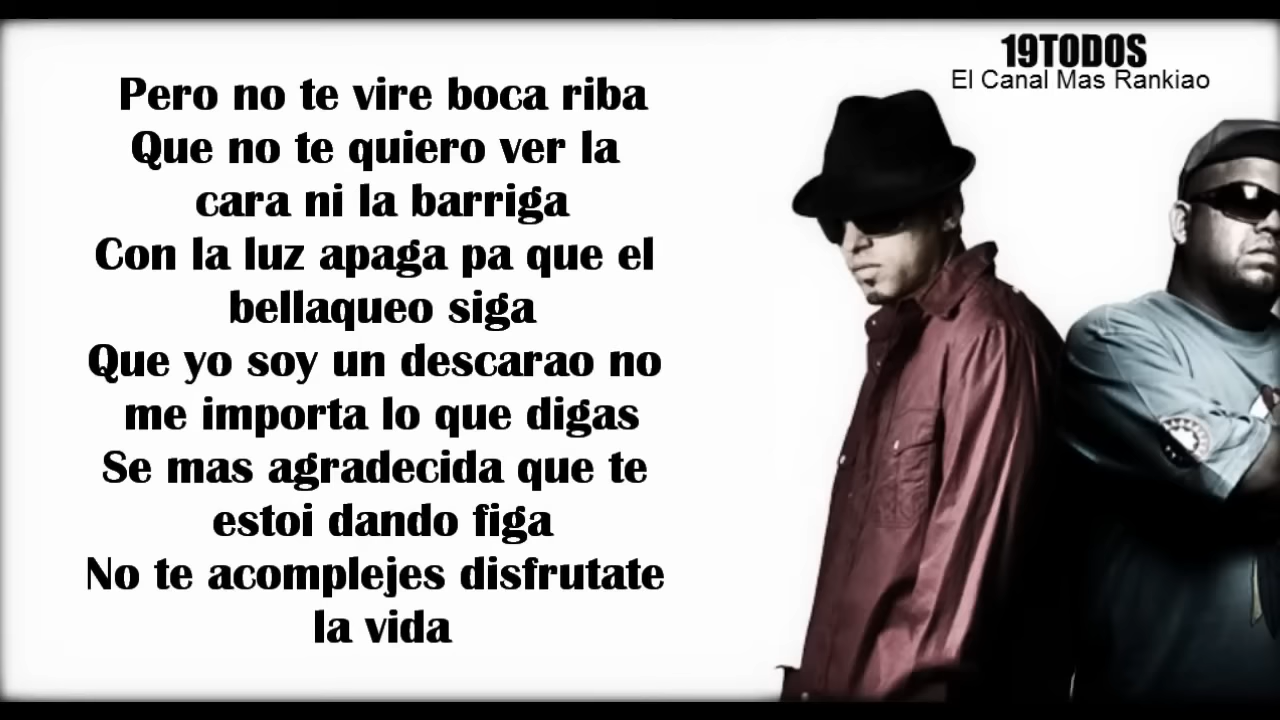 19TODOS
El Canal Mas Rankiao
Pero no te vire boca riba
Que no te quiero ver la
cara ni la barriga
Con la luz apaga pa que el
bellaqueo siga
Que yo soy un descarao no
me importa lo que digas
Se mas agradecida que te
estoi dando figa
No te acomplejes disfrutate
la vida